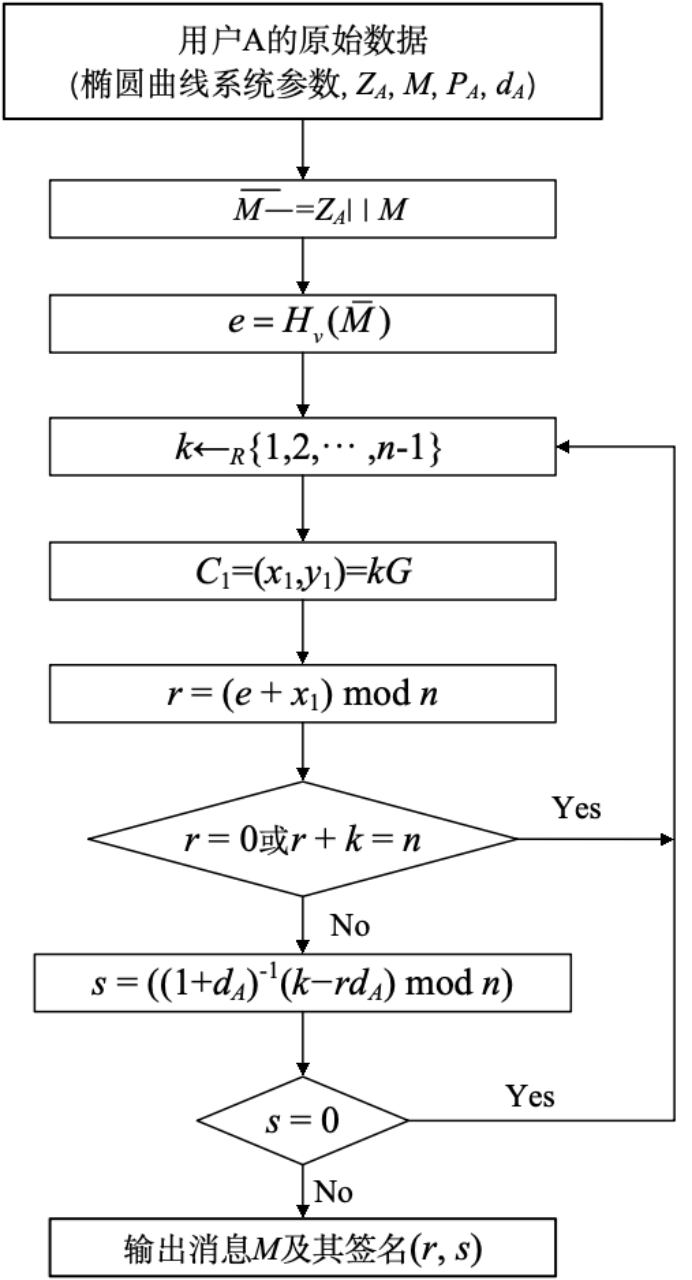 用户A的原始数据
(椭圆曲线系统参数, Z_A, M, P_A, d_A)
M̅—=Z_A| | M
e = H_v(M̅)
k←_R{1,2,⋯ ,n-1}
C_1=(x_1,y_1)=kG
r = (e + x_1) mod n
r = 0或r + k = n
Yes
No
s = ((1+d_A)^-1(k−rd_A) mod n)
s = 0
Yes
No
输出消息M及其签名(r, s)